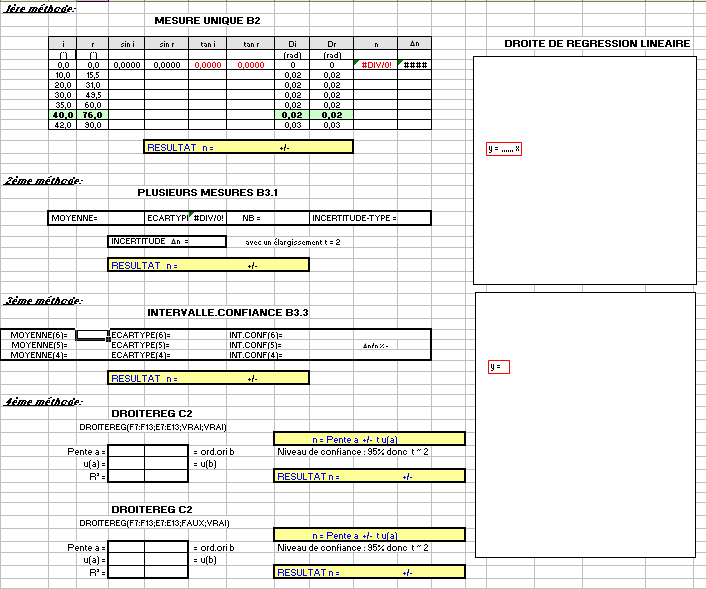 1ère méthode:
MESURE UNIQUE B2
DROITE DE REGRESSION LINEAIRE
i r sin i sin r tan i tan r Di Dr n Δn
(°) (°) (rad) (rad)
0,0 0,0 0,0000 0,0000 0,0000 0,0000 0 0 #DIV/0! ####
10,0 15,5 0,02 0,02
20,0 31,0 0,02 0,02
30,0 49,5 0,02 0,02
35,0 60,0 0,02 0,02
40,0 76,0 0,02 0,02
42,0 90,0 0,03 0,03
RESULTAT n = +/-
y = ...... x
2ème méthode:
PLUSIEURS MESURES B3.1
MOYENNE= ECARTYPI #DIV/0! NB = INCERTITUDE-TYPE =
INCERTITUDE Δn = avec un élargissement t = 2
RESULTAT n = +/-
3ème méthode:
INTERVALLE.CONFIANCE B3.3
MOYENNE(6)= ECARTYPE(6)= INT.CONF(6)=
MOYENNE(5)= ECARTYPE(5)= INT.CONF(5)= Δn/n % =
MOYENNE(4)= ECARTYPE(4)= INT.CONF(4)=
y =
RESULTAT n = +/-
4ème méthode:
DROITEREG C2
DROITEREG(F7:F13;E7:E13;VRAI;VRAI)
n = Pente a +/- t u(a)
Pente a = = ord.ori b Niveau de confiance : 95% donc t ~ 2
u(a) = = u(b)
R² = RESULTAT n = +/-
DROITEREG C2
DROITEREG(F7:F13;E7:E13;FAUX;VRAI)
n = Pente a +/- t u(a)
Pente a = = ord.ori b Niveau de confiance : 95% donc t ~ 2
u(a) = = u(b)
R² = RESULTAT n = +/-